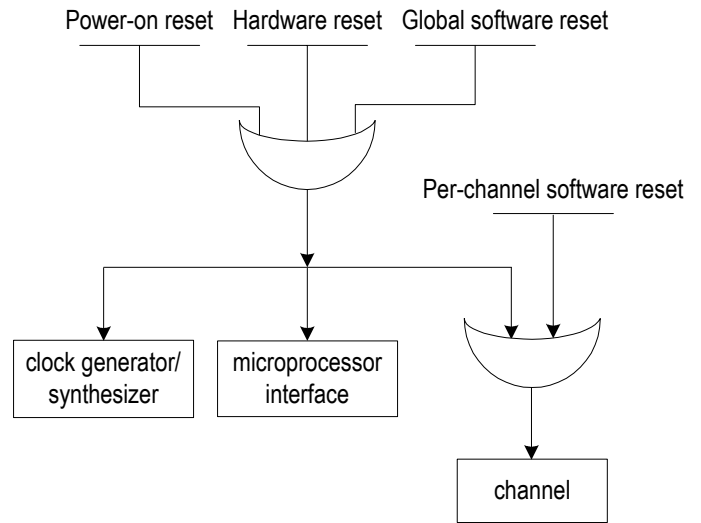 Power-on reset
Hardware reset
Global software reset
Per-channel software reset
clock generator/
synthesizer
microprocessor
interface
channel